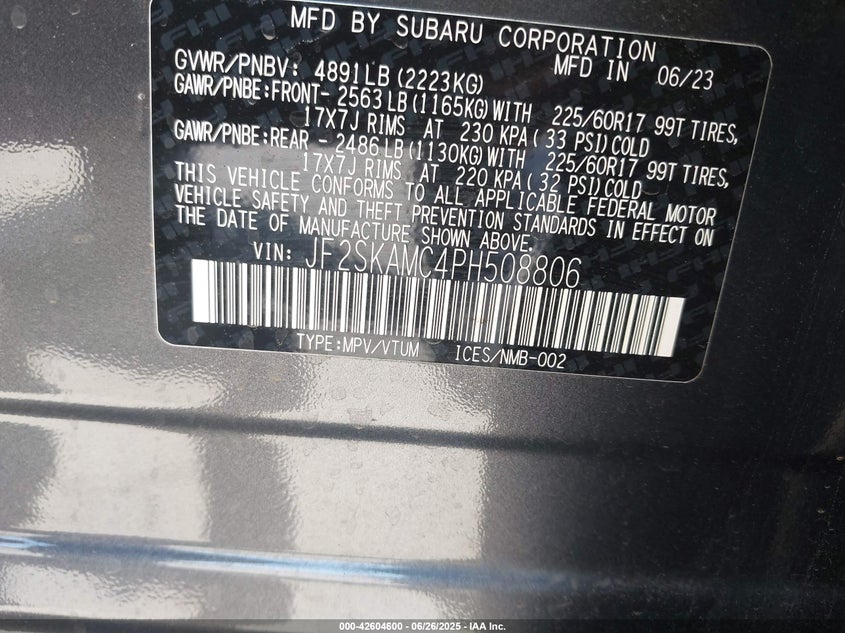 MFD BY SUBARU CORPORATION
MFD IN 06/23
GVWR/PNBV: 4891LB (2223KG)
GAWR/PNBE:FRONT- 2563LB (1165KG)WITH 225/60R17 99T TIRES,
17X7J RIMS AT 230 KPA( 33 PSI)COLD
GAWR/PNBE:REAR - 2486LB (1130KG)WITH 225/60R17 99T TIRES,
17X7J RIMS AT 220 KPA( 32 PSI)COLD
THIS VEHICLE CONFORMS TO ALL APPLICABLE FEDERAL MOTOR
VEHICLE SAFETY AND THEFT PREVENTION STANDARDS IN EFFECT ON
THE DATE OF MANUFACTURE SHOWN ABOVE.
VIN: JF2SKAMC4PH508806
TYPE:MPV/VTUM ICES/NMB-002
000-42604600 - 06/26/2025 - IAA Inc.